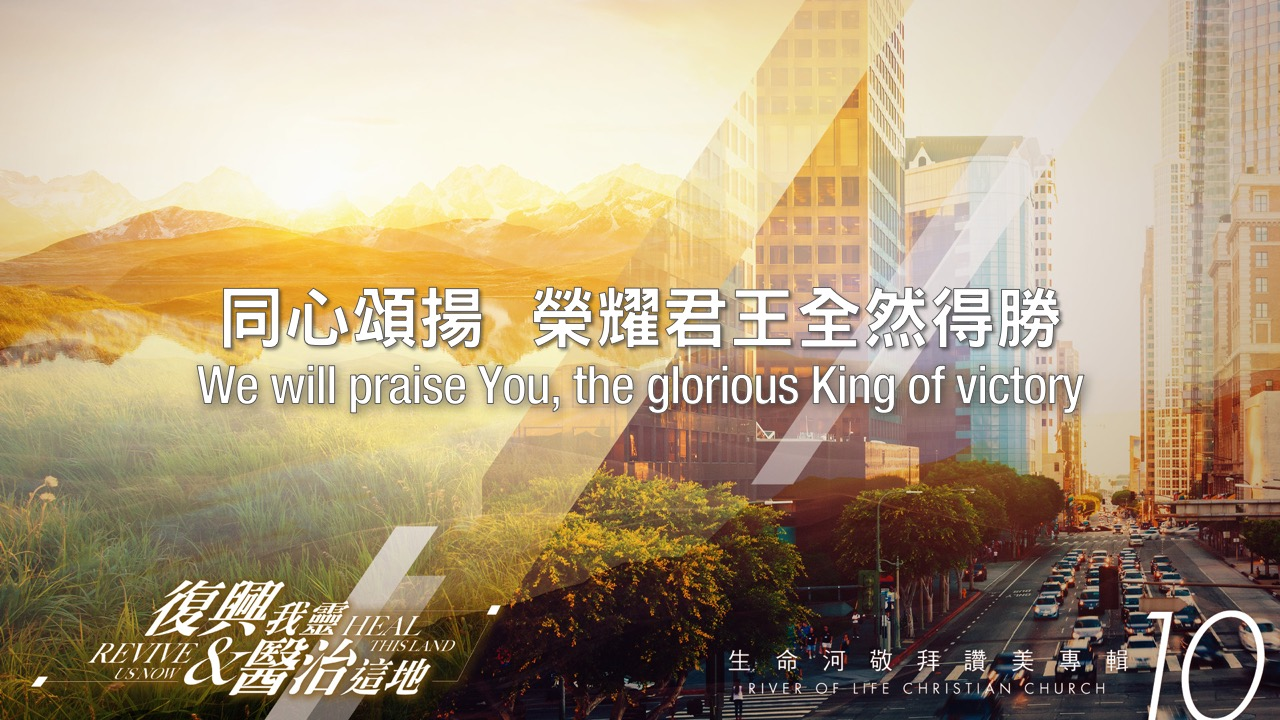 同心頌揚 榮耀君王全然得勝
We will praise You, the glorious King of victory
復興我靈 HEAL THIS LAND
REVIVE US NOW & 醫治這地
生命河敬拜讚美專輯 10
RIVER OF LIFE CHRISTIAN CHURCH